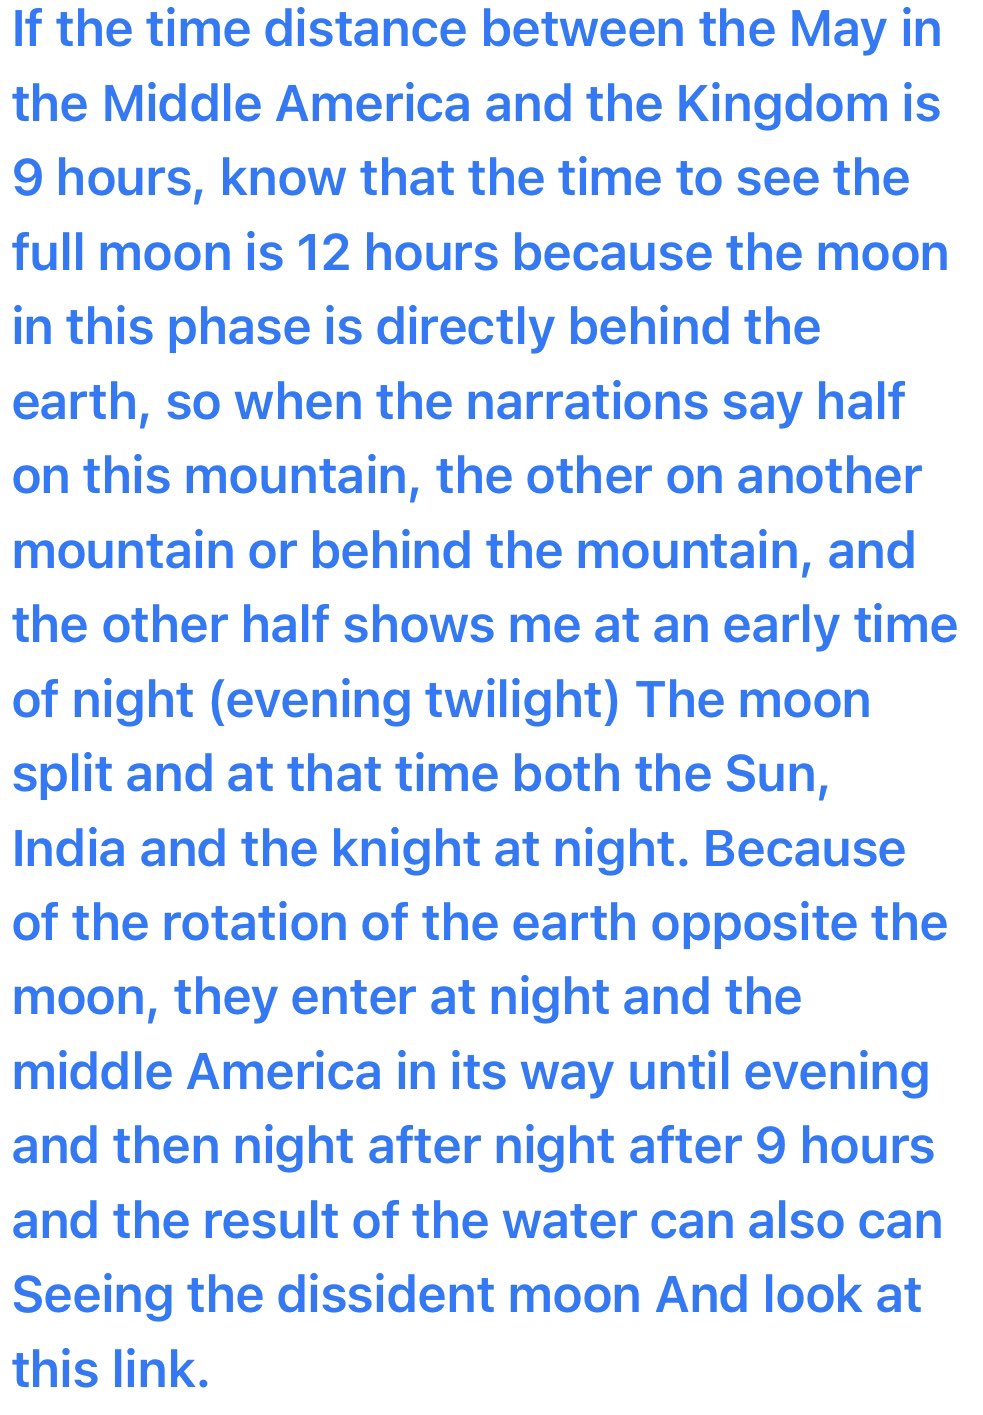 If the time distance between the May in
the Middle America and the Kingdom is
9 hours, know that the time to see the
full moon is 12 hours because the moon
in this phase is directly behind the
earth, so when the narrations say half
on this mountain, the other on another
mountain or behind the mountain, and
the other half shows me at an early time
of night (evening twilight) The moon
split and at that time both the Sun,
India and the knight at night. Because
of the rotation of the earth opposite the
moon, they enter at night and the
middle America in its way until evening
and then night after night after 9 hours
and the result of the water can also can
Seeing the dissident moon And look at
this link.